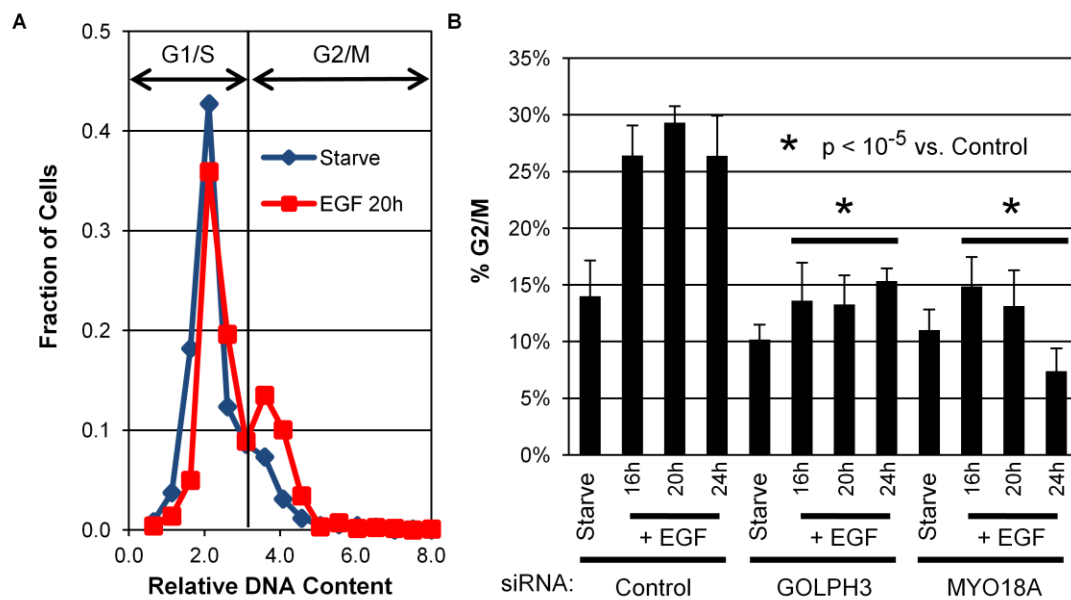 A
0.5
0.4
0.3
0.2
0.1
0.0
Fraction of Cells
G1/S
G2/M
Starve
EGF 20h
0.0 2.0 4.0 6.0 8.0
Relative DNA Content
B
35%
30%
25%
20%
15%
10%
5%
0%
% G2/M
* p < 10⁻⁵ vs. Control
* *
Starve 16h 20h 24h Starve 16h 20h 24h Starve 16h 20h 24h
+ EGF + EGF + EGF
siRNA: Control GOLPH3 MYO18A